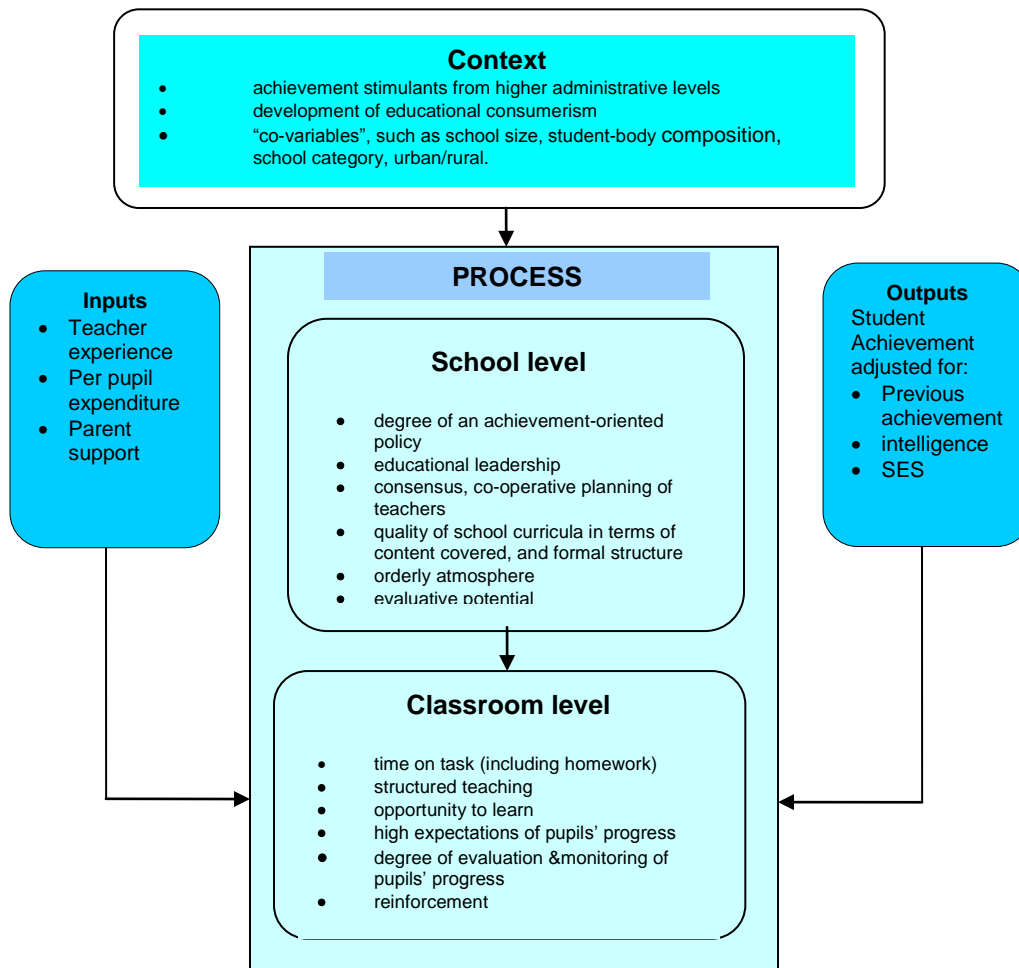 Context
• achievement stimulants from higher administrative levels
• development of educational consumerism
• “co-variables”, such as school size, student-body composition,
school category, urban/rural.
PROCESS
Inputs
• Teacher
experience
• Per pupil
expenditure
• Parent
support
School level
• degree of an achievement-oriented
policy
• educational leadership
• consensus, co-operative planning of
teachers
• quality of school curricula in terms of
content covered, and formal structure
• orderly atmosphere
• evaluative potential
Outputs
Student
Achievement
adjusted for:
• Previous
achievement
• intelligence
• SES
Classroom level
• time on task (including homework)
• structured teaching
• opportunity to learn
• high expectations of pupils’ progress
• degree of evaluation &monitoring of
pupils’ progress
• reinforcement